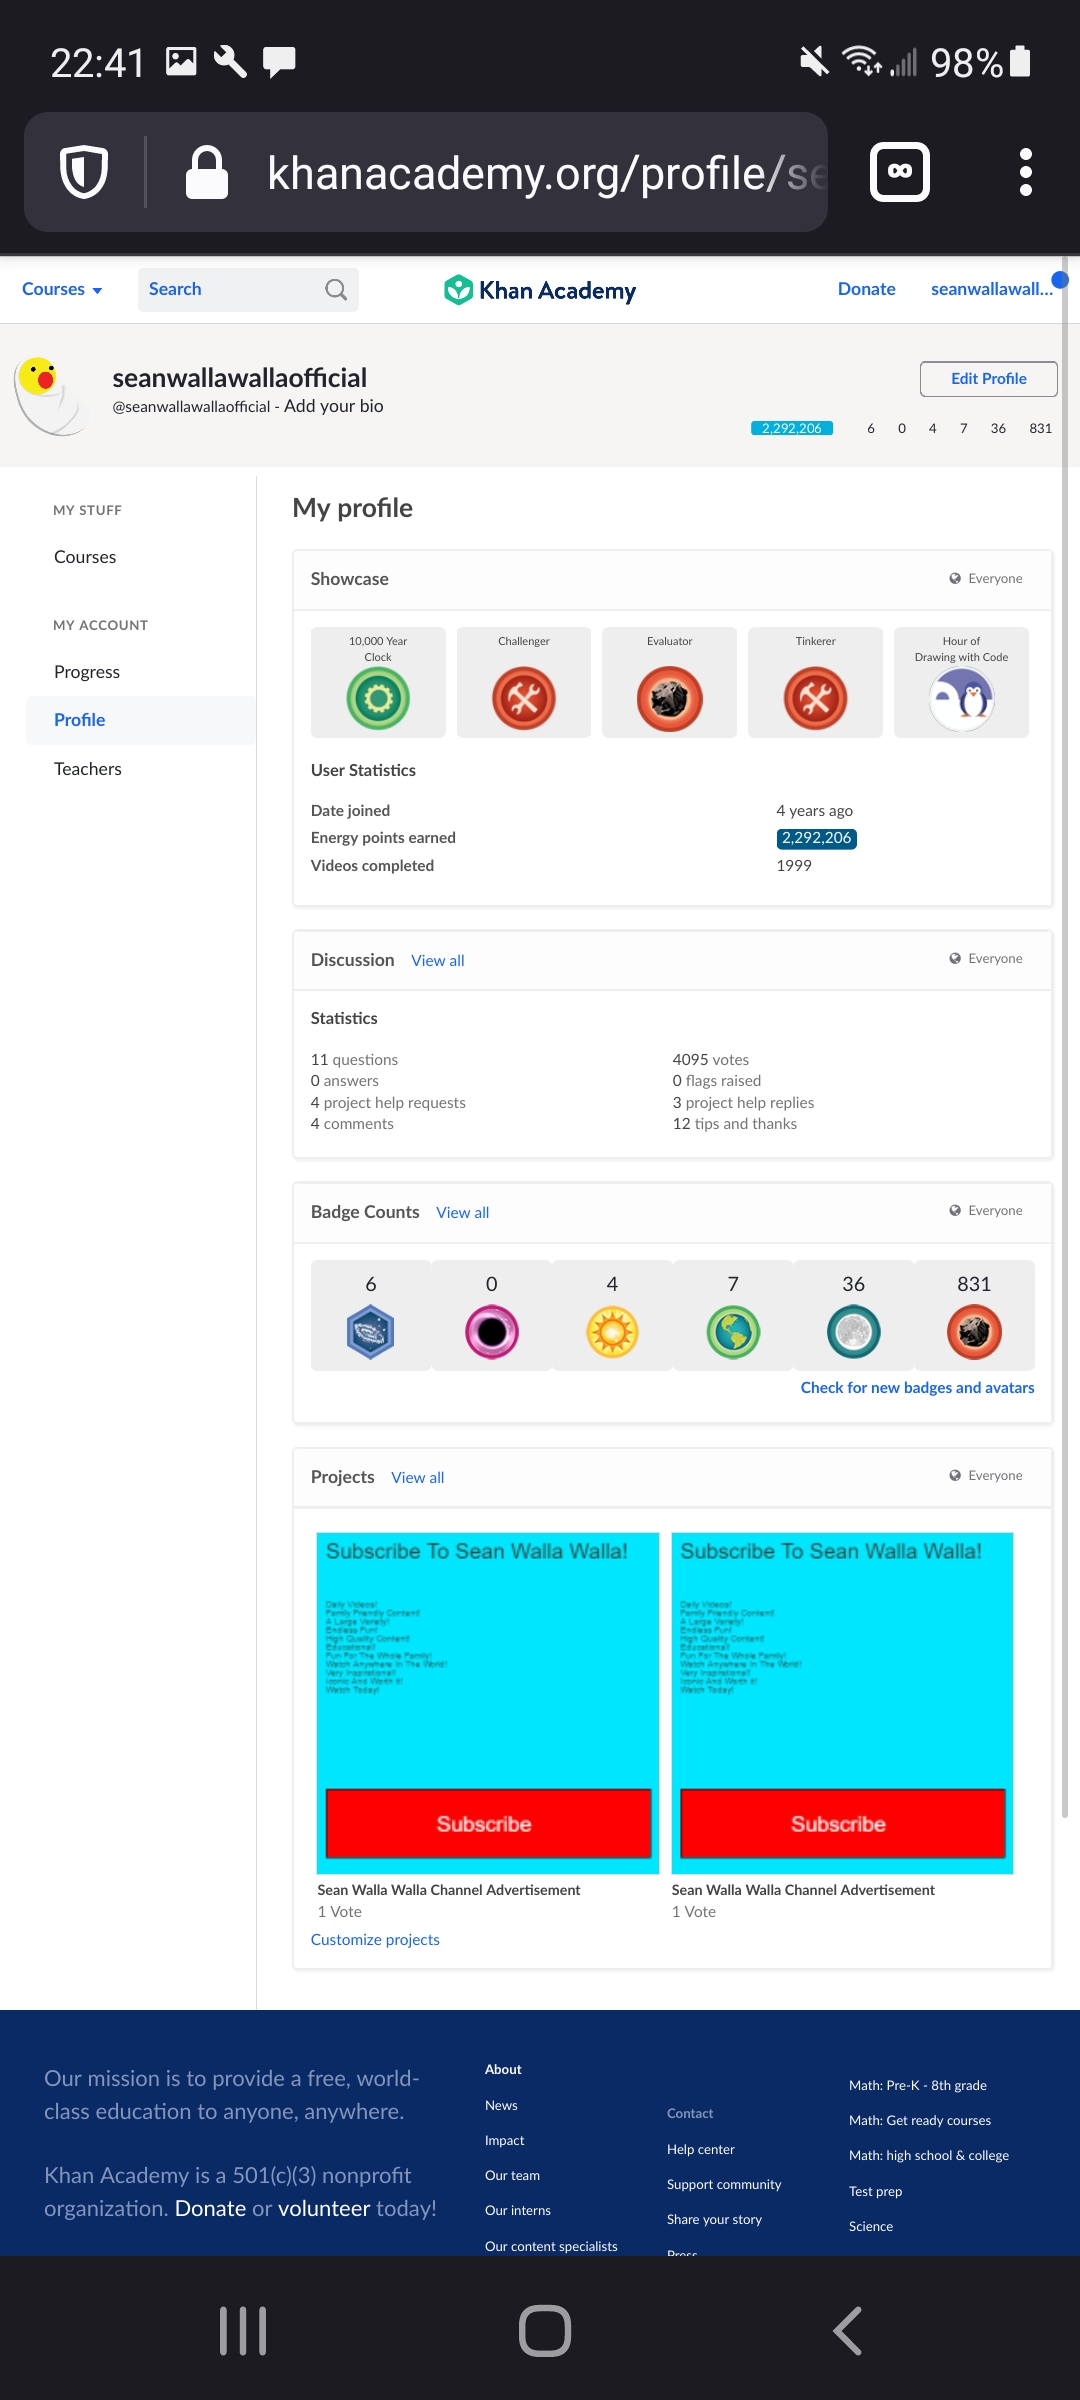 22:41
98%
khanacademy.org/profile/se
Courses
Search
Khan Academy
Donate
seanwallawall...
seanwallawallaofficial
@seanwallawallaofficial - Add your bio
Edit Profile
2,292,206 6 0 4 7 36 831
MY STUFF
Courses
MY ACCOUNT
Progress
Profile
Teachers
My profile
Showcase
Everyone
10,000 Year
Clock
Challenger
Evaluator
Tinkerer
Hour of
Drawing with Code
User Statistics
Date joined 4 years ago
Energy points earned 2,292,206
Videos completed 1999
Discussion View all
Everyone
Statistics
11 questions 4095 votes
0 answers 0 flags raised
4 project help requests 3 project help replies
4 comments 12 tips and thanks
Badge Counts View all
Everyone
6 0 4 7 36 831
Check for new badges and avatars
Projects View all
Everyone
Subscribe To Sean Walla Walla!
Daily Videos!
Family Friendly Content!
A Large Variety!
Endless Fun!
High Quality Content!
Educational!
Fun For The Whole Family!
Watch Anywhere In The World!
Very Inspirational!
Iconic And Worth It!
Watch Today!
Subscribe
Sean Walla Walla Channel Advertisement
1 Vote
Subscribe To Sean Walla Walla!
Daily Videos!
Family Friendly Content!
A Large Variety!
Endless Fun!
High Quality Content!
Educational!
Fun For The Whole Family!
Watch Anywhere In The World!
Very Inspirational!
Iconic And Worth It!
Watch Today!
Subscribe
Sean Walla Walla Channel Advertisement
1 Vote
Customize projects
Our mission is to provide a free, world-
class education to anyone, anywhere.
Khan Academy is a 501(c)(3) nonprofit
organization. Donate or volunteer today!
About
News
Impact
Our team
Our interns
Our content specialists
Contact
Help center
Support community
Share your story
Press
Math: Pre-K - 8th grade
Math: Get ready courses
Math: high school & college
Test prep
Science